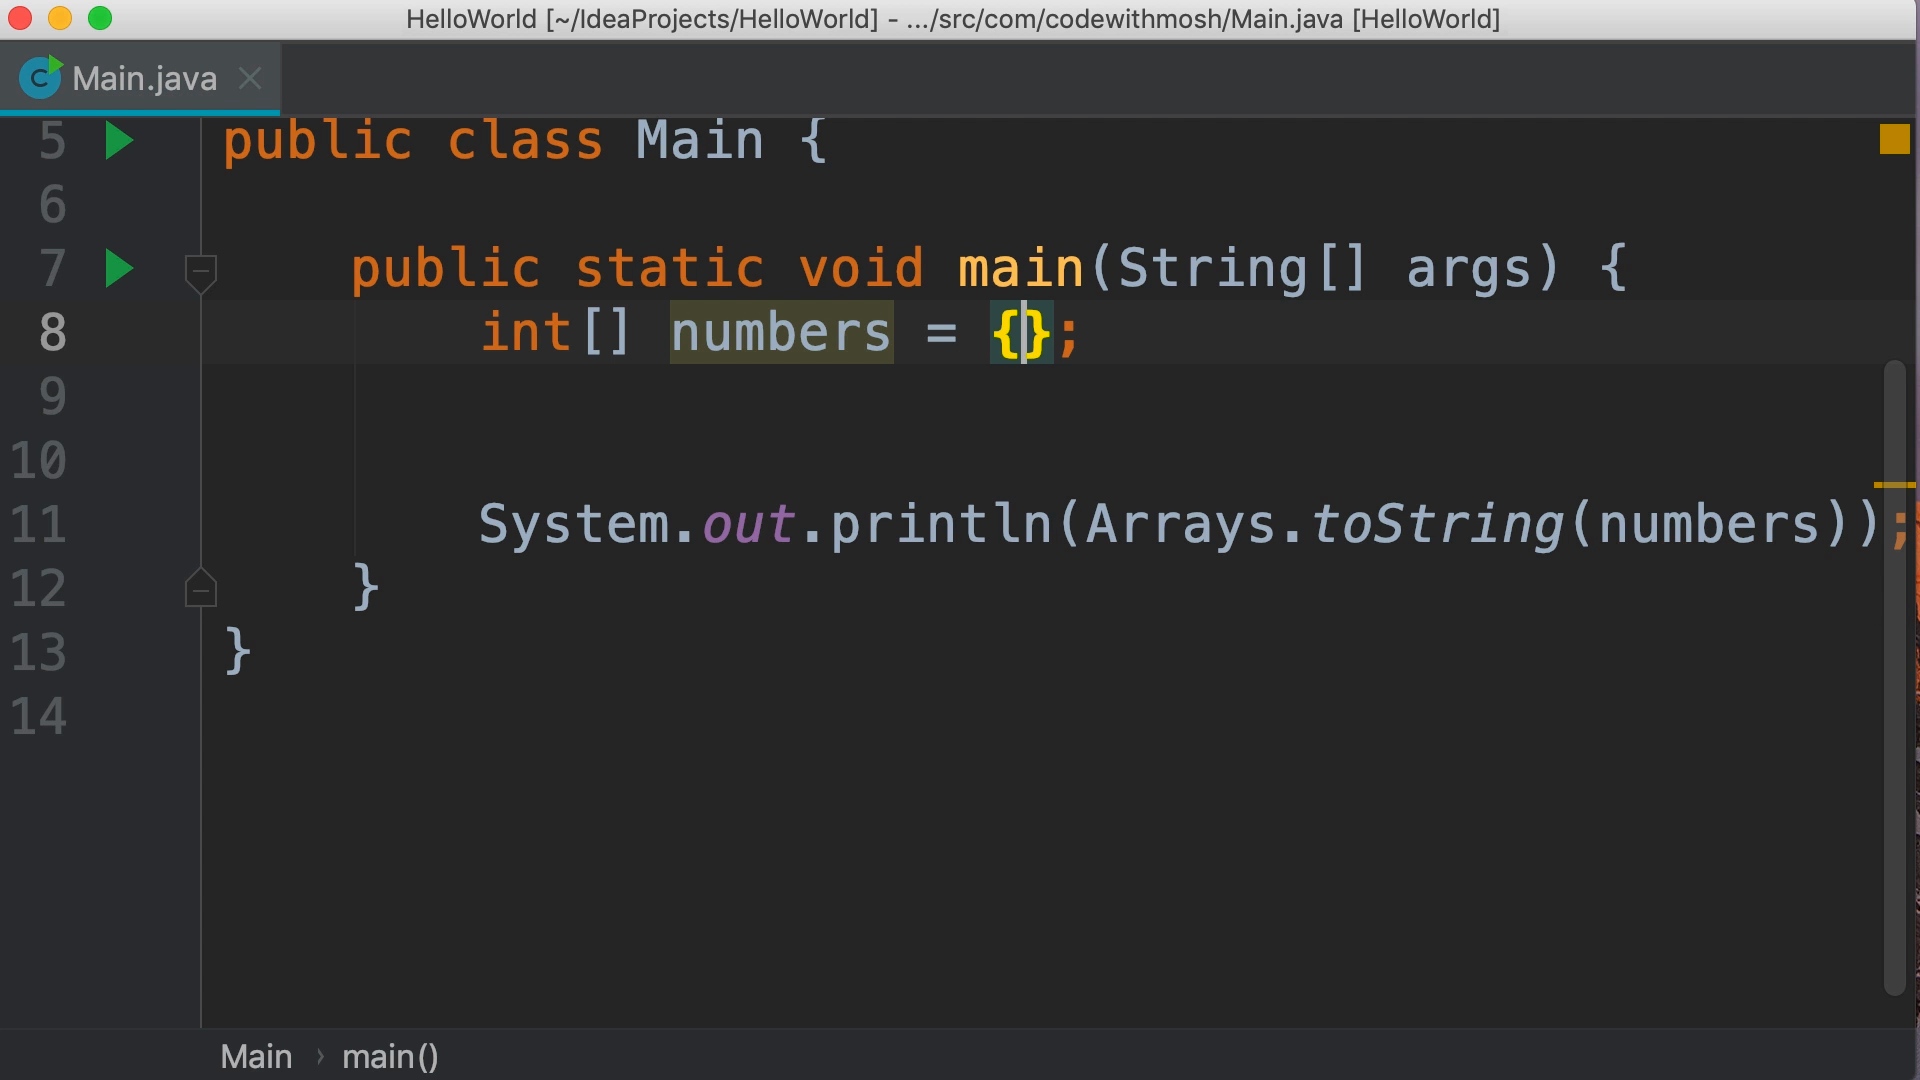 HelloWorld [~/IdeaProjects/HelloWorld] - .../src/com/codewithmosh/Main.java [HelloWorld]
Main.java
5 public class Main {
6
7 public static void main(String[] args) {
8 int[] numbers = {};
9
10
11 System.out.println(Arrays.toString(numbers));
12 }
13 }
14
Main › main()